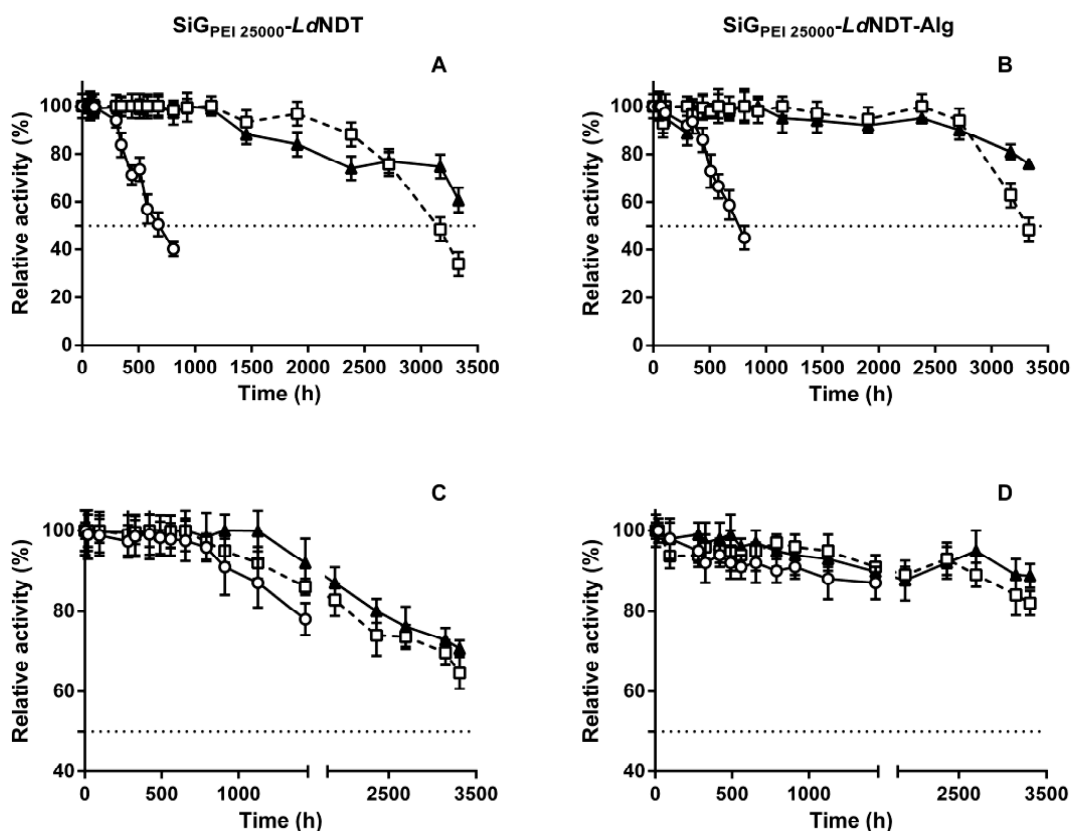 SiG_PEI 25000-LdNDT
SiG_PEI 25000-LdNDT-Alg
A
Relative activity (%)
100
80
60
40
20
0
0 500 1000 1500 2000 2500 3000 3500
Time (h)
B
Relative activity (%)
100
80
60
40
20
0
0 500 1000 1500 2000 2500 3000 3500
Time (h)
C
Relative activity (%)
100
80
60
40
0 500 1000 2500 3500
Time (h)
D
Relative activity (%)
100
80
60
40
0 500 1000 2500 3500
Time (h)